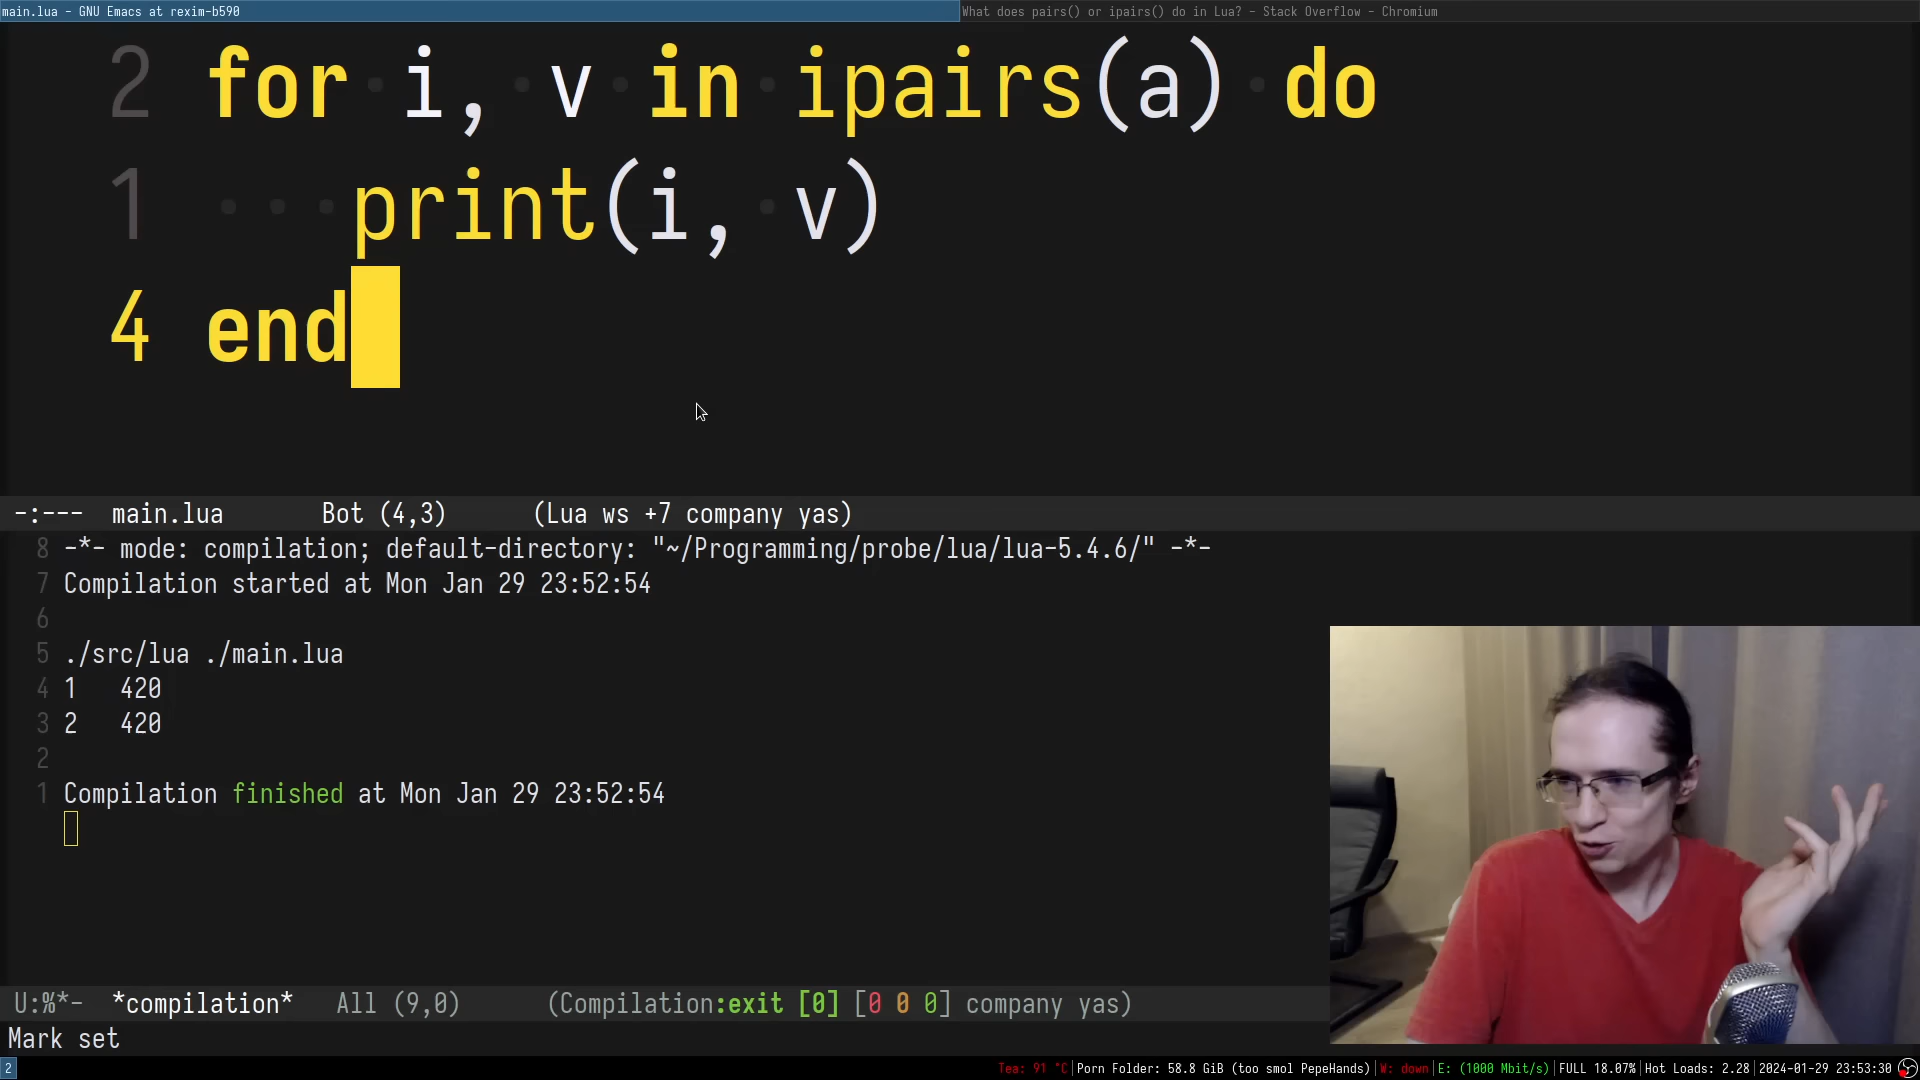 main.lua - GNU Emacs at rexim-b590
What does pairs() or ipairs() do in Lua? - Stack Overflow - Chromium
2 for i, v in ipairs(a) do
1 print(i, v)
4 end
-:--- main.lua Bot (4,3) (Lua ws +7 company yas)
8 -*- mode: compilation; default-directory: "~/Programming/probe/lua/lua-5.4.6/" -*-
7 Compilation started at Mon Jan 29 23:52:54
6
5 ./src/lua ./main.lua
4 1 420
3 2 420
2
1 Compilation finished at Mon Jan 29 23:52:54
U:%*- *compilation* All (9,0) (Compilation:exit [0] [0 0 0] company yas)
Mark set
2 Tea: 91 °C|Porn Folder: 58.8 GiB (too smol PepeHands)|W: down|E: (1000 Mbit/s)|FULL 18.07%|Hot Loads: 2.28|2024-01-29 23:53:30